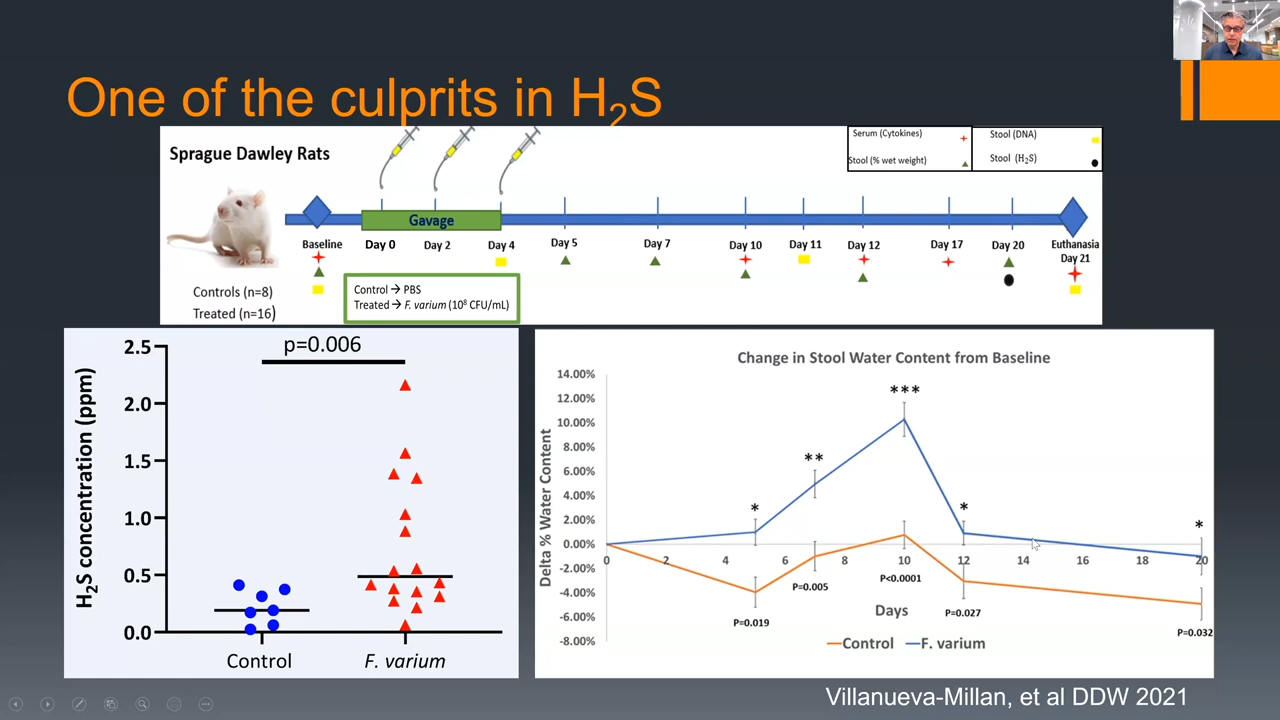 One of the culprits in H₂S
Sprague Dawley Rats
Serum (Cytokines)
Stool (DNA)
Stool (% wet weight)
Stool (H₂S)
Gavage
Baseline
Day 0
Day 2
Day 4
Day 5
Day 7
Day 10
Day 11
Day 12
Day 17
Day 20
Euthanasia
Day 21
Controls (n=8)
Treated (n=16)
Control → PBS
Treated → F. varium (10⁸ CFU/mL)
p=0.006
H₂S concentration (ppm)
2.5
2.0
1.5
1.0
0.5
0.0
Control
F. varium
Change in Stool Water Content from Baseline
Delta % Water Content
14.00%
12.00%
10.00%
8.00%
6.00%
4.00%
2.00%
0.00%
-2.00%
-4.00%
-6.00%
-8.00%
*
**
***
*
*
0
2
4
6
8
10
12
14
16
18
20
P=0.019
P=0.005
P<0.0001
P=0.027
P=0.032
Days
Control
F. varium
Villanueva-Millan, et al DDW 2021